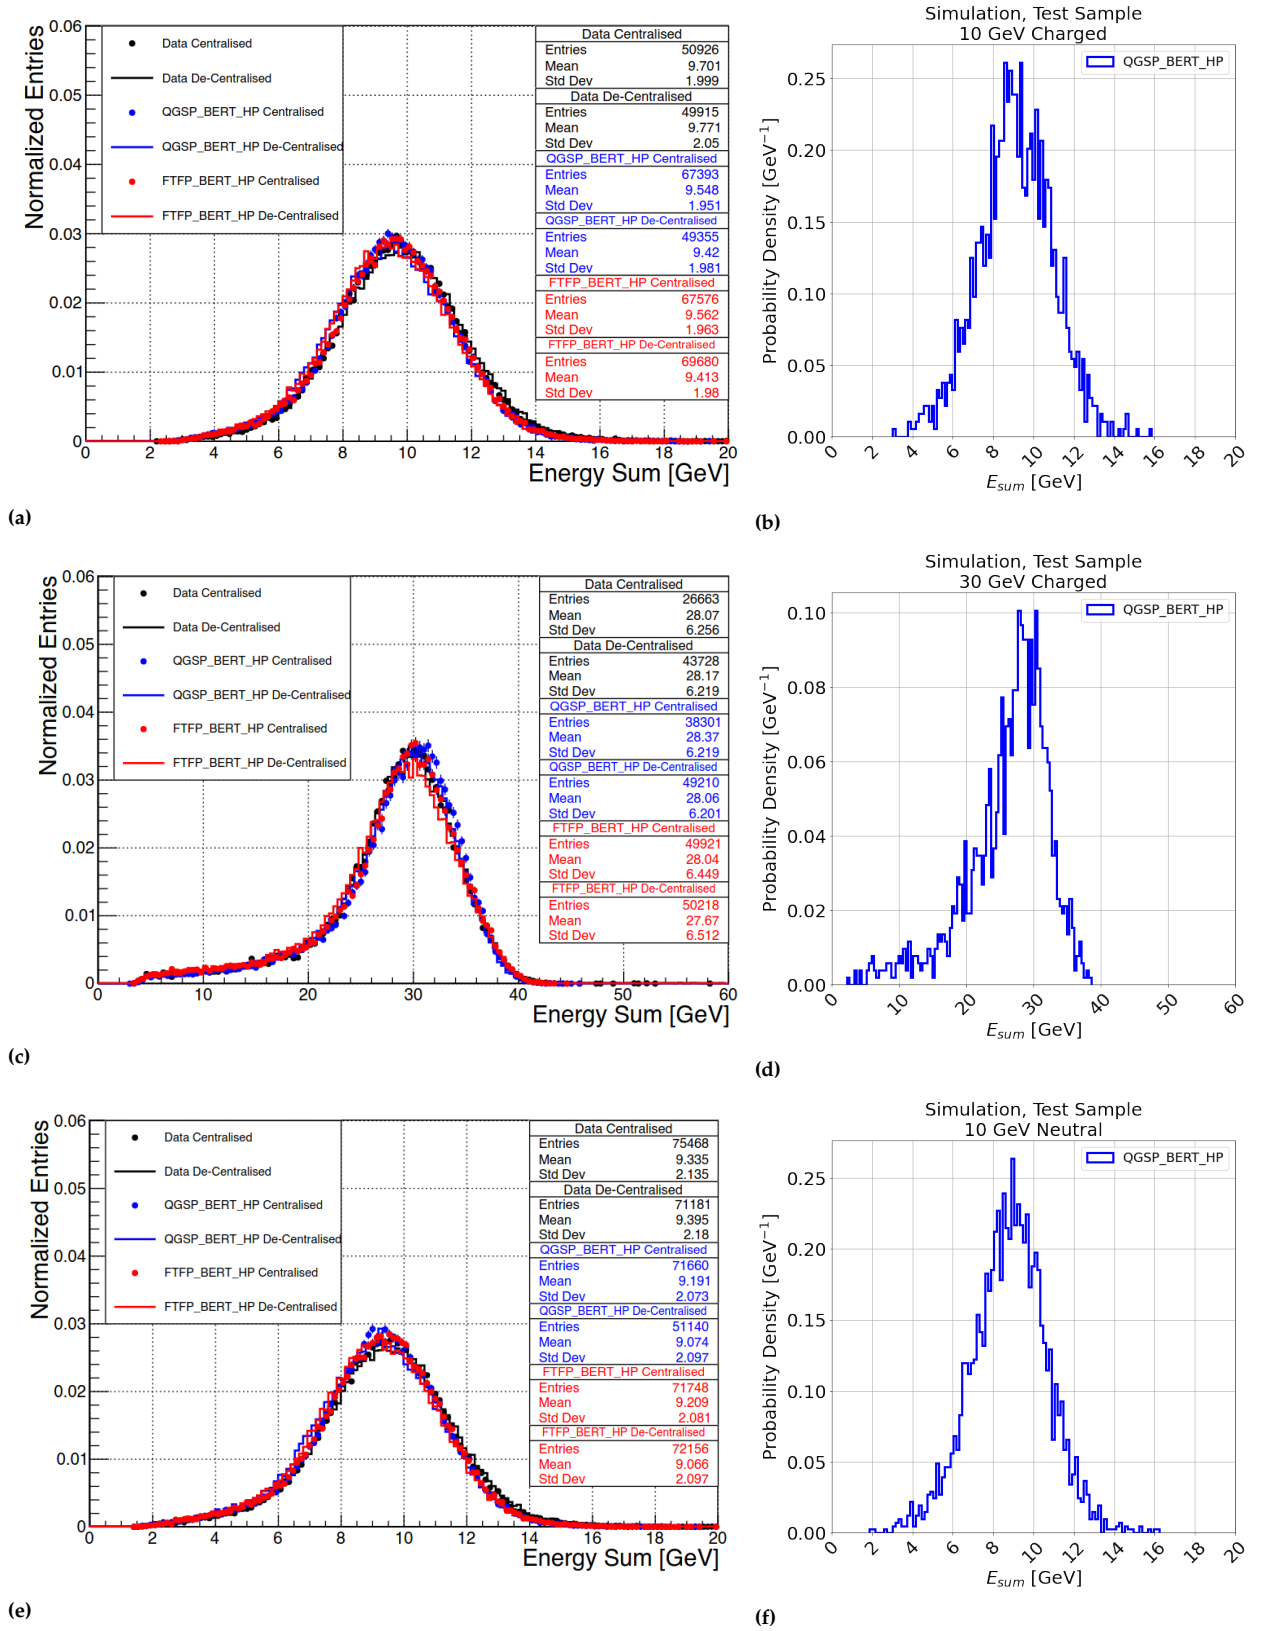 0.06
0.05
0.04
0.03
0.02
0.01
0
Normalized Entries
Data Centralised
Data De-Centralised
QGSP_BERT_HP Centralised
QGSP_BERT_HP De-Centralised
FTFP_BERT_HP Centralised
FTFP_BERT_HP De-Centralised
Data Centralised
Entries 50926
Mean 9.701
Std Dev 1.999
Data De-Centralised
Entries 49915
Mean 9.771
Std Dev 2.05
QGSP_BERT_HP Centralised
Entries 67393
Mean 9.548
Std Dev 1.951
QGSP_BERT_HP De-Centralised
Entries 49355
Mean 9.42
Std Dev 1.981
FTFP_BERT_HP Centralised
Entries 67576
Mean 9.562
Std Dev 1.963
FTFP_BERT_HP De-Centralised
Entries 69680
Mean 9.413
Std Dev 1.98
0 2 4 6 8 10 12 14 16 18 20
Energy Sum [GeV]
(a)
Simulation, Test Sample
10 GeV Charged
QGSP_BERT_HP
0.25
0.20
0.15
0.10
0.05
0.00
Probability Density [GeV⁻¹]
0 2 4 6 8 10 12 14 16 18 20
E_sum [GeV]
(b)
0.06
0.05
0.04
0.03
0.02
0.01
0
Normalized Entries
Data Centralised
Data De-Centralised
QGSP_BERT_HP Centralised
QGSP_BERT_HP De-Centralised
FTFP_BERT_HP Centralised
FTFP_BERT_HP De-Centralised
Data Centralised
Entries 26663
Mean 28.07
Std Dev 6.256
Data De-Centralised
Entries 43728
Mean 28.17
Std Dev 6.219
QGSP_BERT_HP Centralised
Entries 38301
Mean 28.37
Std Dev 6.219
QGSP_BERT_HP De-Centralised
Entries 49210
Mean 28.06
Std Dev 6.201
FTFP_BERT_HP Centralised
Entries 49921
Mean 28.04
Std Dev 6.449
FTFP_BERT_HP De-Centralised
Entries 50218
Mean 27.67
Std Dev 6.512
0 10 20 30 40 50 60
Energy Sum [GeV]
(c)
Simulation, Test Sample
30 GeV Charged
QGSP_BERT_HP
0.10
0.08
0.06
0.04
0.02
0.00
Probability Density [GeV⁻¹]
0 10 20 30 40 50 60
E_sum [GeV]
(d)
0.06
0.05
0.04
0.03
0.02
0.01
0
Normalized Entries
Data Centralised
Data De-Centralised
QGSP_BERT_HP Centralised
QGSP_BERT_HP De-Centralised
FTFP_BERT_HP Centralised
FTFP_BERT_HP De-Centralised
Data Centralised
Entries 75468
Mean 9.335
Std Dev 2.135
Data De-Centralised
Entries 71181
Mean 9.395
Std Dev 2.18
QGSP_BERT_HP Centralised
Entries 71660
Mean 9.191
Std Dev 2.073
QGSP_BERT_HP De-Centralised
Entries 51140
Mean 9.074
Std Dev 2.097
FTFP_BERT_HP Centralised
Entries 71748
Mean 9.209
Std Dev 2.081
FTFP_BERT_HP De-Centralised
Entries 72156
Mean 9.066
Std Dev 2.097
0 2 4 6 8 10 12 14 16 18 20
Energy Sum [GeV]
(e)
Simulation, Test Sample
10 GeV Neutral
QGSP_BERT_HP
0.25
0.20
0.15
0.10
0.05
0.00
Probability Density [GeV⁻¹]
0 2 4 6 8 10 12 14 16 18 20
E_sum [GeV]
(f)